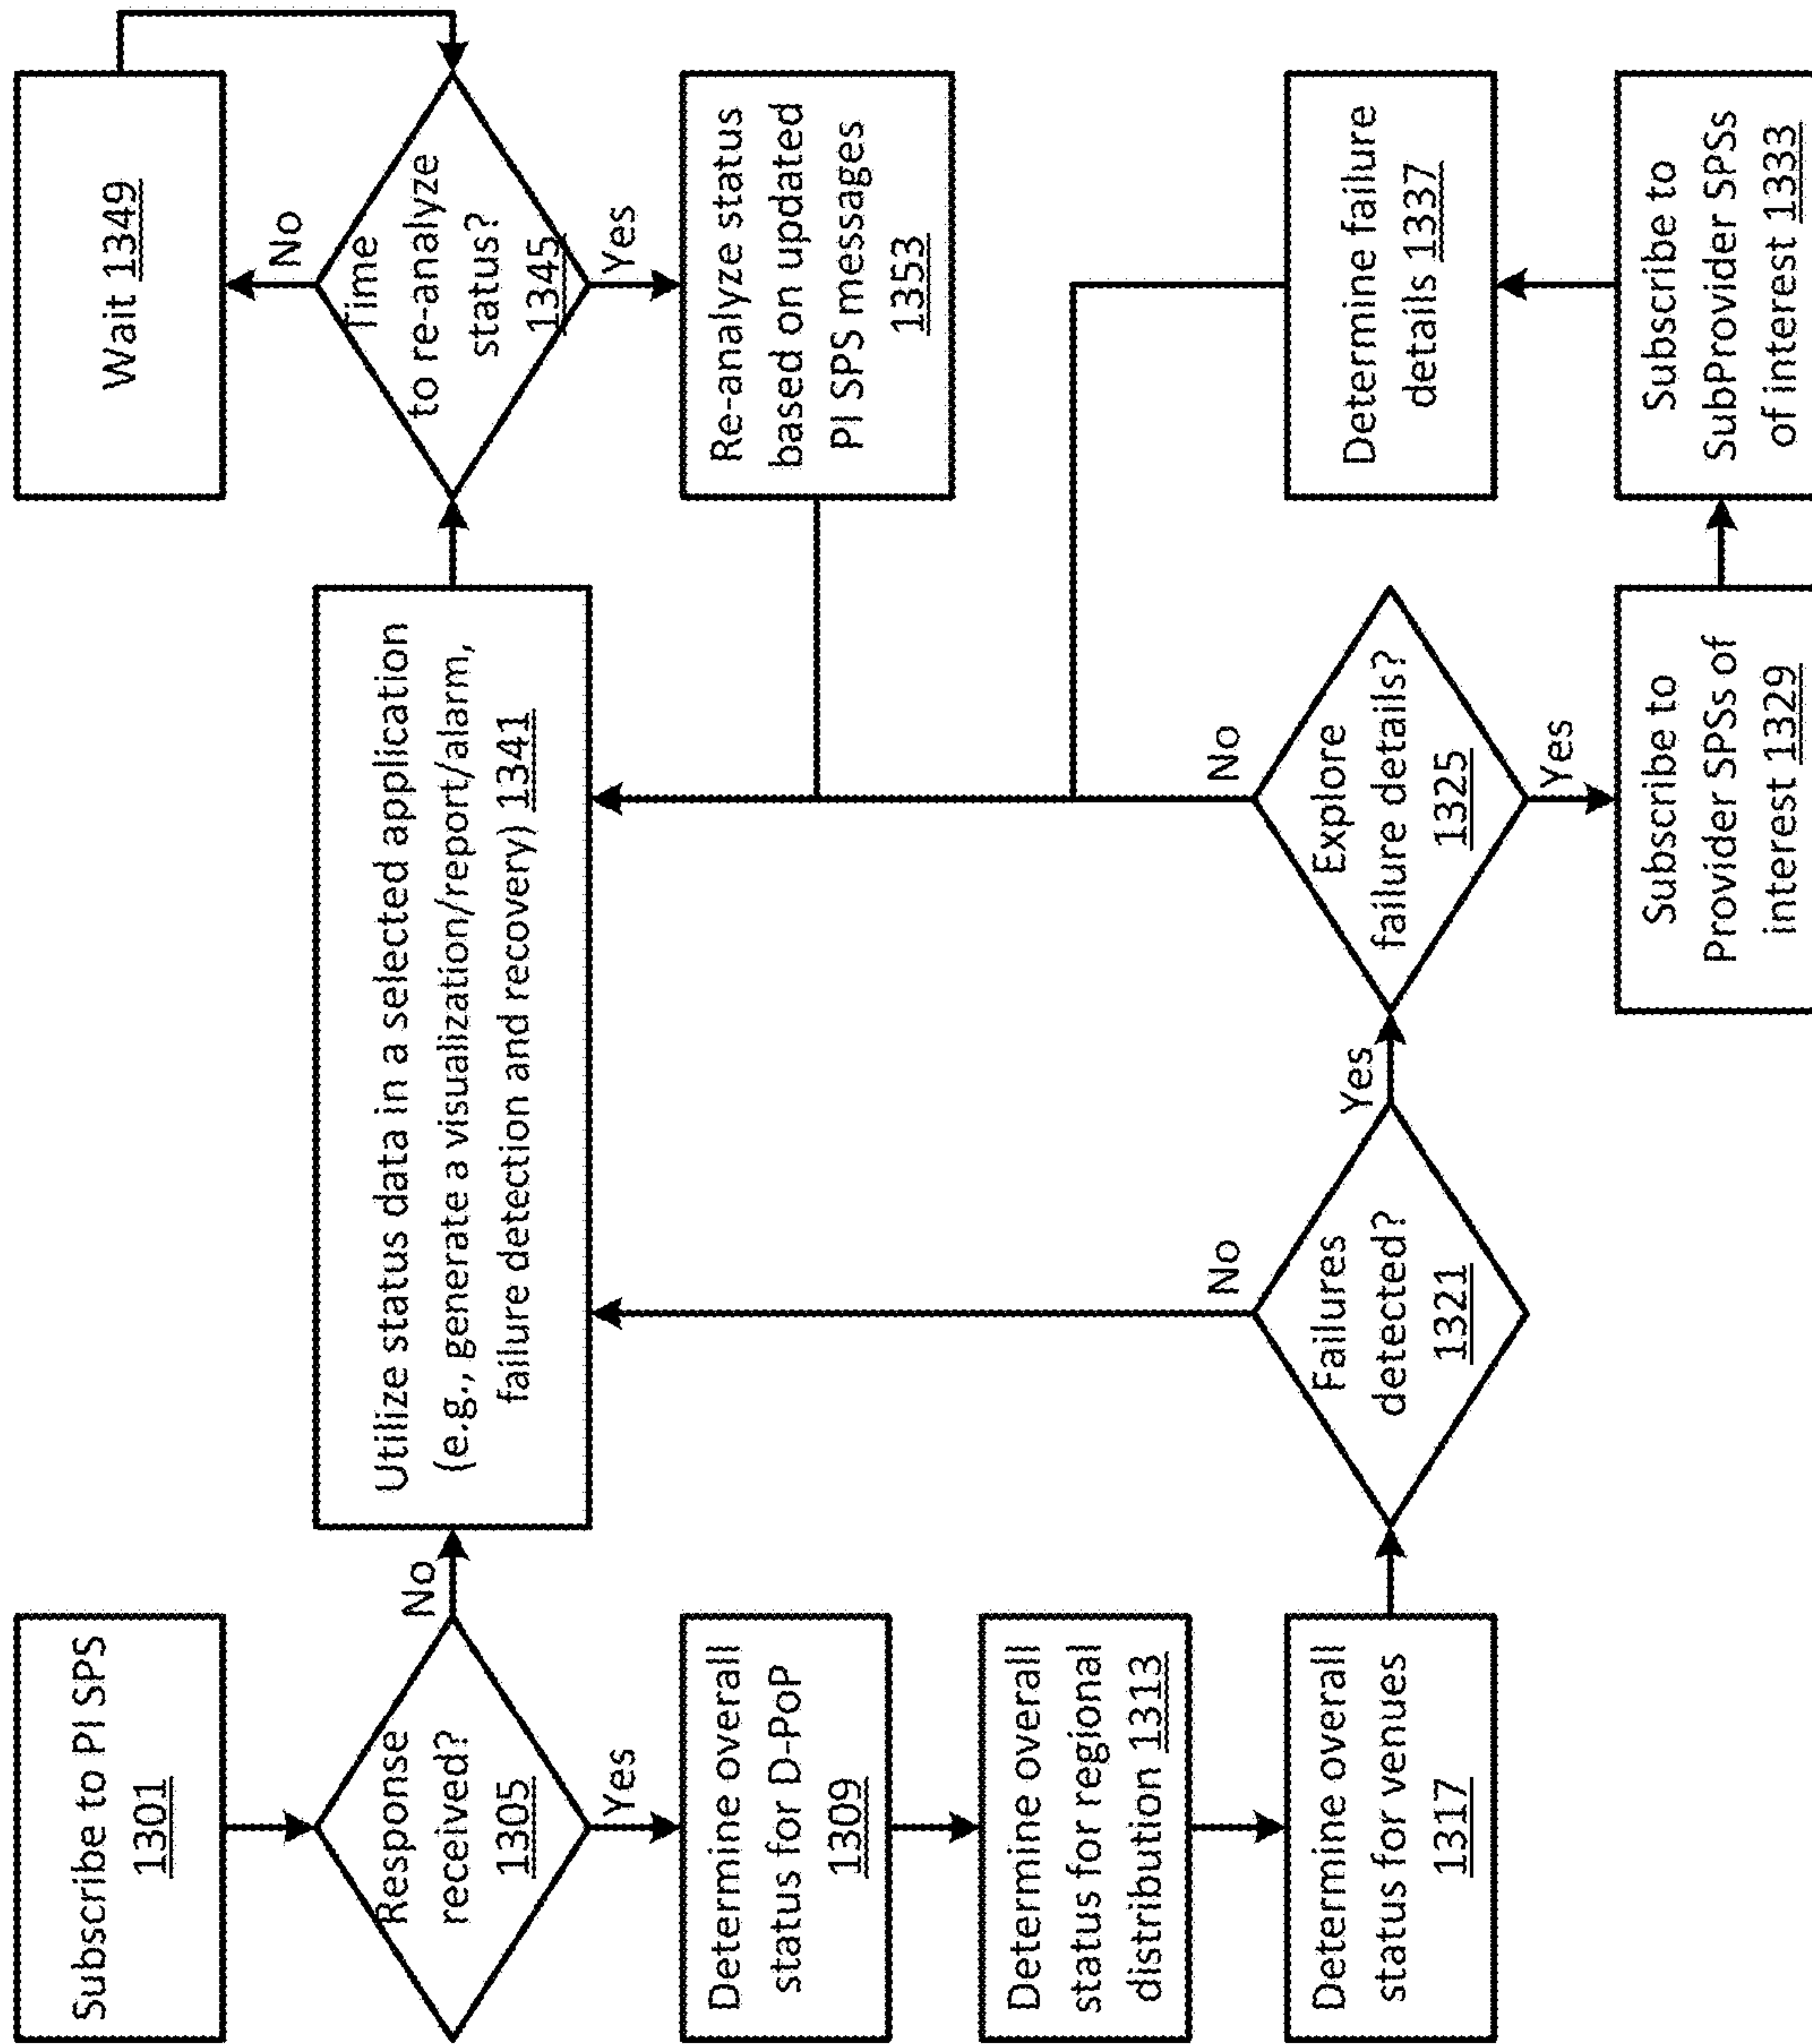 Subscribe to PI SPS
1301
Response
received?
1305
No
Yes
Determine overall
status for D-PoP
1309
Determine overall
status for regional
distribution 1313
Determine overall
status for venues
1317
Failures
detected?
1321
No
Yes
Explore
failure details?
1325
No
Yes
Subscribe to
Provider SPSs of
interest 1329
Subscribe to
SubProvider SPSs
of interest 1333
Determine failure
details 1337
Utilize status data in a selected application
(e.g., generate a visualization/report/alarm,
failure detection and recovery) 1341
Time
to re-analyze
status?
1345
No
Yes
Wait 1349
Re-analyze status
based on updated
PI SPS messages
1353